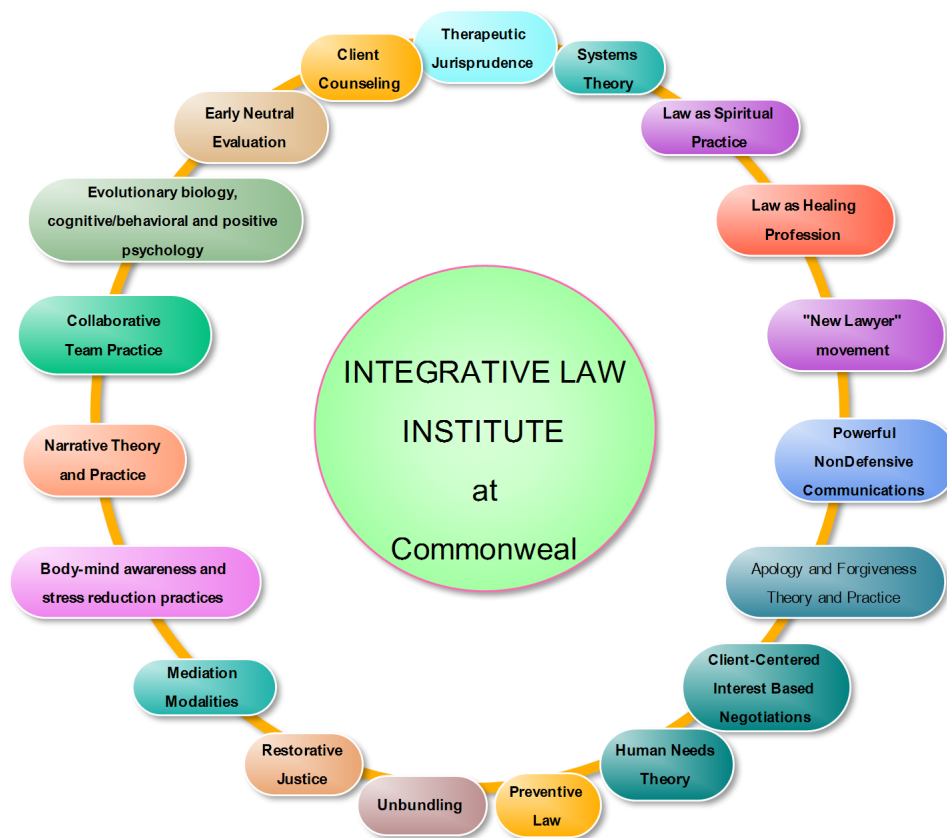 Therapeutic
Jurisprudence
Systems
Theory
Law as Spiritual
Practice
Law as Healing
Profession
"New Lawyer"
movement
Powerful
NonDefensive
Communications
Apology and Forgiveness
Theory and Practice
Client-Centered
Interest Based
Negotiations
Human Needs
Theory
Preventive
Law
Unbundling
Restorative
Justice
Mediation
Modalities
Body-mind awareness and
stress reduction practices
Narrative Theory
and Practice
Collaborative
Team Practice
Evolutionary biology,
cognitive/behavioral and positive
psychology
Early Neutral
Evaluation
Client
Counseling
INTEGRATIVE LAW
INSTITUTE
at
Commonweal